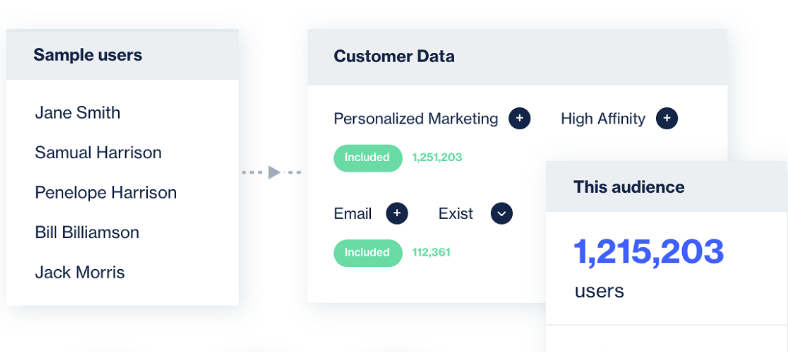 Sample users
Jane Smith
Samual Harrison
Penelope Harrison
Bill Billiamson
Jack Morris
Customer Data
Personalized Marketing + High Affinity +
Included 1,251,203
Email + Exist
Included 112,361
This audience
1,215,203
users